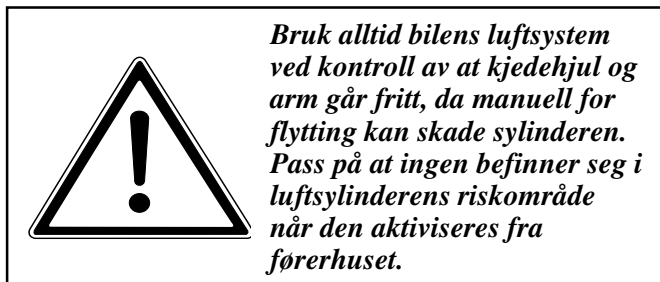 Bruk alltid bilens luftsystem
ved kontroll av at kjedehjul og
arm går fritt, da manuell for
flytting kan skade sylinderen.
Pass på at ingen befinner seg i
luftsylinderens riskområde
når den aktiviseres fra
førerhuset.